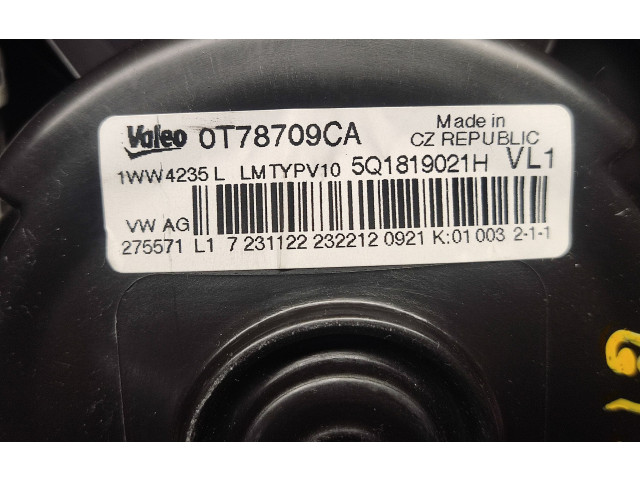 Valeo 0T78709CA Made in
CZ REPUBLIC
1WW4235 L LMTYPV10 5Q1819021H VL1
VW AG
275571 L1 7 231122 232212 0921 K:01 003 2-1-1